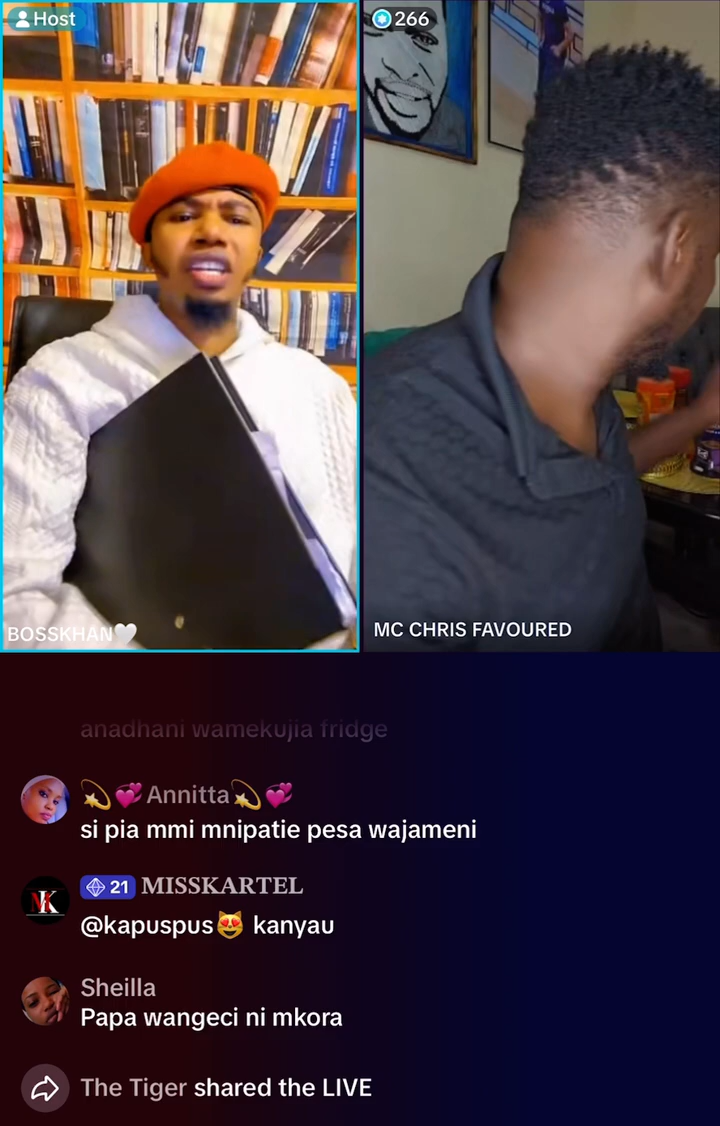 Host
266
BOSSKHAN🤍
MC CHRIS FAVOURED
anadhani wamekujia fridge
💫💞Annitta💫💞
si pia mmi mnipatie pesa wajameni
21 MISSKARTEL
@kapuspus😻 kanyau
Sheilla
Papa wangeci ni mkora
The Tiger shared the LIVE